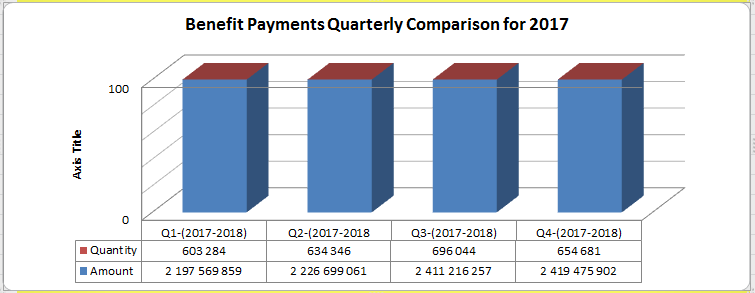 Benefit Payments Quarterly Comparison for 2017
100
Axis Title
0
Q1-(2017-2018) Q2-(2017-2018 Q3-(2017-2018) Q4-(2017-2018)
Quantity 603 284 634 346 696 044 654 681
Amount 2 197 569 859 2 226 699 061 2 411 216 257 2 419 475 902